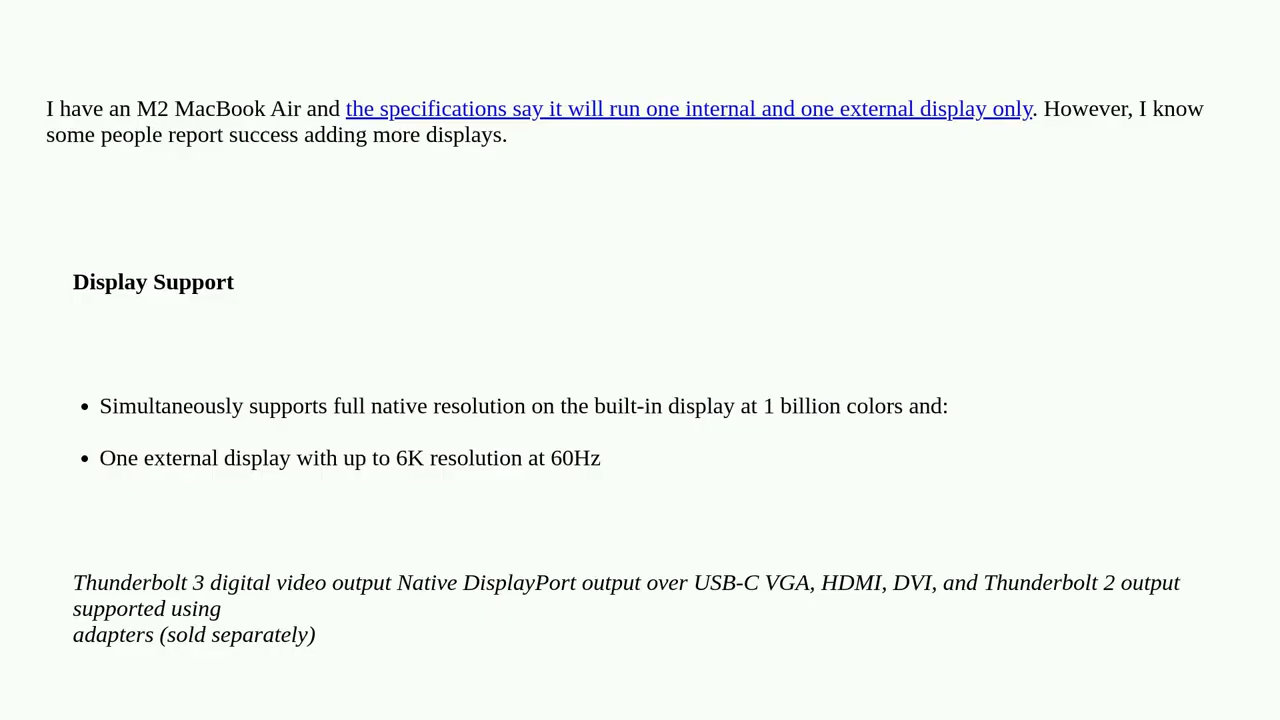 I have an M2 MacBook Air and the specifications say it will run one internal and one external display only. However, I know
some people report success adding more displays.
Display Support
• Simultaneously supports full native resolution on the built-in display at 1 billion colors and:
• One external display with up to 6K resolution at 60Hz
Thunderbolt 3 digital video output Native DisplayPort output over USB-C VGA, HDMI, DVI, and Thunderbolt 2 output
supported using
adapters (sold separately)